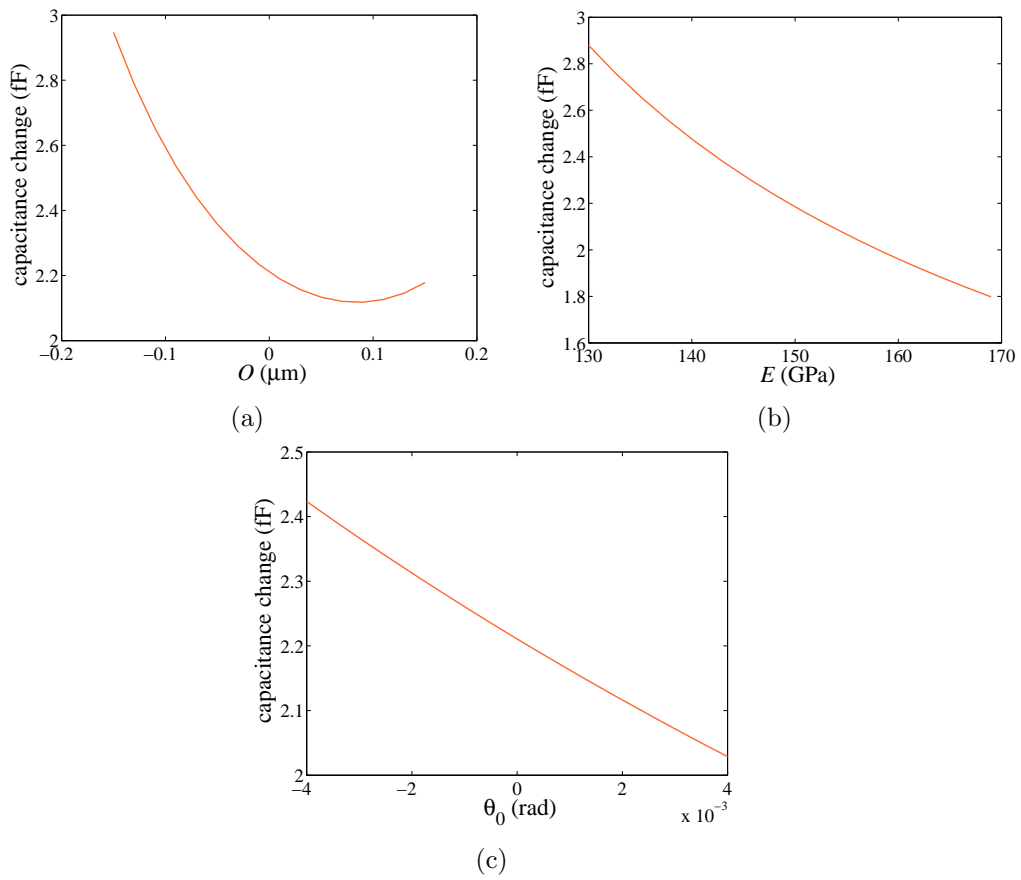 3
2.8
2.6
2.4
2.2
2
capacitance change (fF)
−0.2 −0.1 0 0.1 0.2
O (μm)
(a)
3
2.8
2.6
2.4
2.2
2
1.8
1.6
capacitance change (fF)
130 140 150 160 170
E (GPa)
(b)
2.5
2.4
2.3
2.2
2.1
2
capacitance change (fF)
−4 −2 0 2 4
θ0 (rad)
x 10−3
(c)